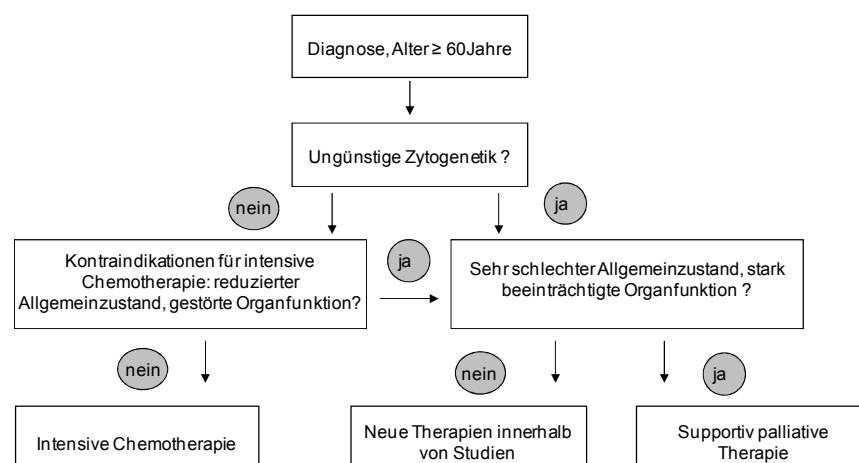 Diagnose, Alter ≥ 60Jahre
Ungünstige Zytogenetik ?
nein
ja
Kontraindikationen für intensive
Chemotherapie: reduzierter
Allgemeinzustand, gestörte Organfunktion?
ja
Sehr schlechter Allgemeinzustand, stark
beeinträchtigte Organfunktion ?
nein
nein
ja
Intensive Chemotherapie
Neue Therapien innerhalb
von Studien
Supportiv palliative
Therapie